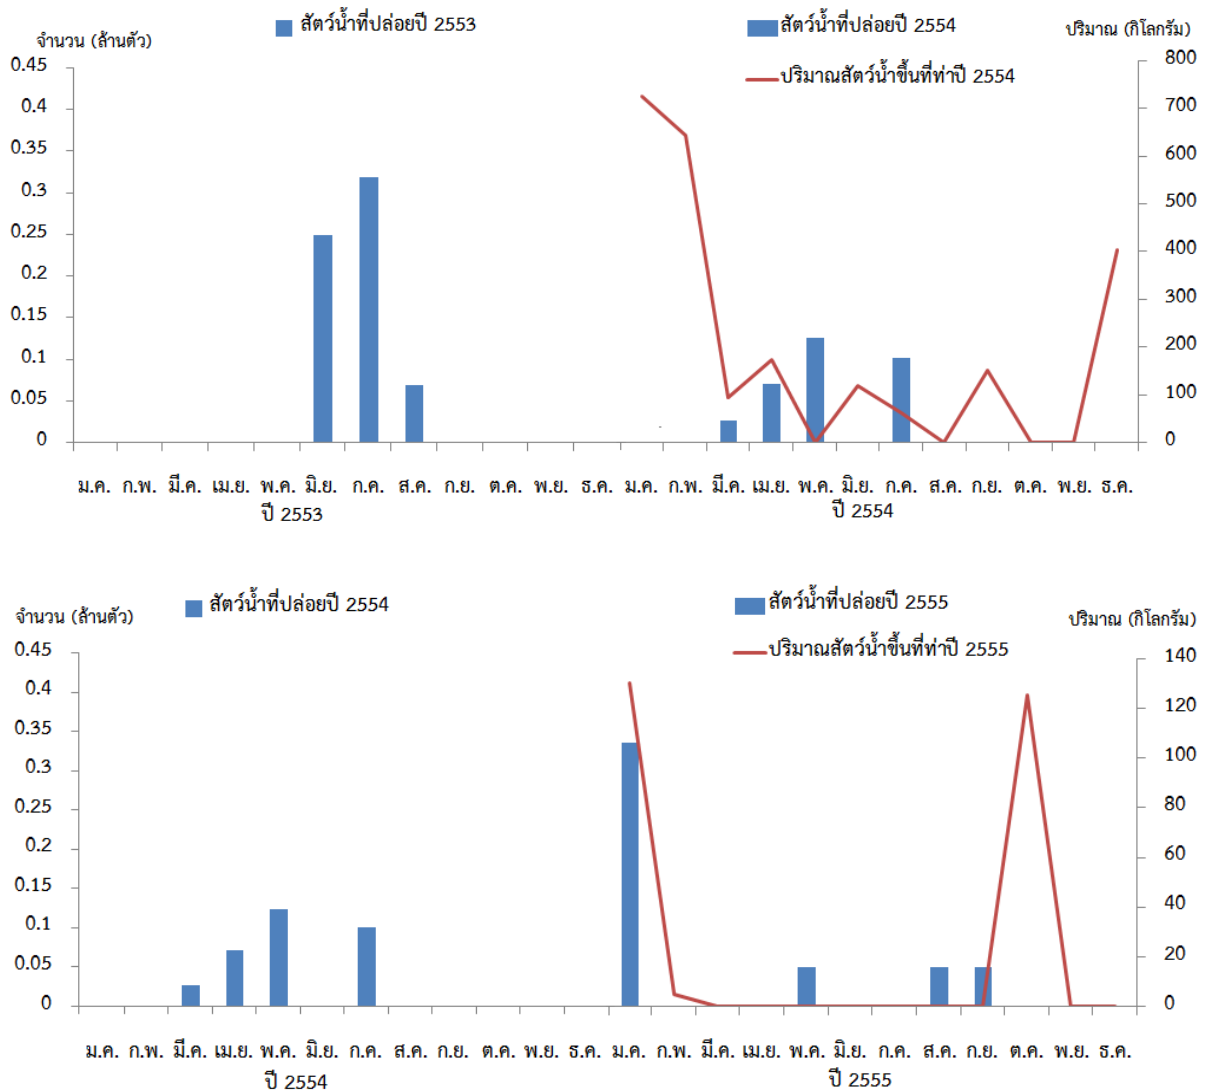 สัตว์น้ำที่ปล่อยปี 2553
สัตว์น้ำที่ปล่อยปี 2554
จำนวน (ล้านตัว)
ปริมาณ (กิโลกรัม)
ปริมาณสัตว์น้ำขึ้นที่ท่าปี 2554
0.45
0.4
0.35
0.3
0.25
0.2
0.15
0.1
0.05
0
800
700
600
500
400
300
200
100
0
ม.ค. ก.พ. มี.ค. เม.ย. พ.ค. มิ.ย. ก.ค. ส.ค. ก.ย. ต.ค. พ.ย. ธ.ค. ม.ค. ก.พ. มี.ค. เม.ย. พ.ค. มิ.ย. ก.ค. ส.ค. ก.ย. ต.ค. พ.ย. ธ.ค.
ปี 2553 ปี 2554
สัตว์น้ำที่ปล่อยปี 2554
สัตว์น้ำที่ปล่อยปี 2555
จำนวน (ล้านตัว)
ปริมาณ (กิโลกรัม)
ปริมาณสัตว์น้ำขึ้นที่ท่าปี 2555
0.45
0.4
0.35
0.3
0.25
0.2
0.15
0.1
0.05
0
140
120
100
80
60
40
20
0
ม.ค. ก.พ. มี.ค. เม.ย. พ.ค. มิ.ย. ก.ค. ส.ค. ก.ย. ต.ค. พ.ย. ธ.ค. ม.ค. ก.พ. มี.ค. เม.ย. พ.ค. มิ.ย. ก.ค. ส.ค. ก.ย. ต.ค. พ.ย. ธ.ค.
ปี 2554 ปี 2555